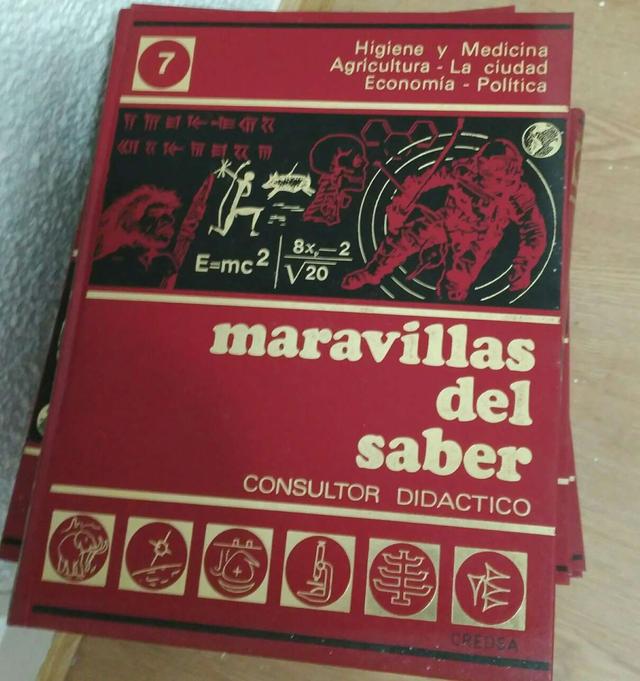 7
Higiene y Medicina
Agricultura - La ciudad
Economía - Política
E=mc²
8x, – 2
√20
maravillas
del
saber
CONSULTOR DIDACTICO
CREDSA